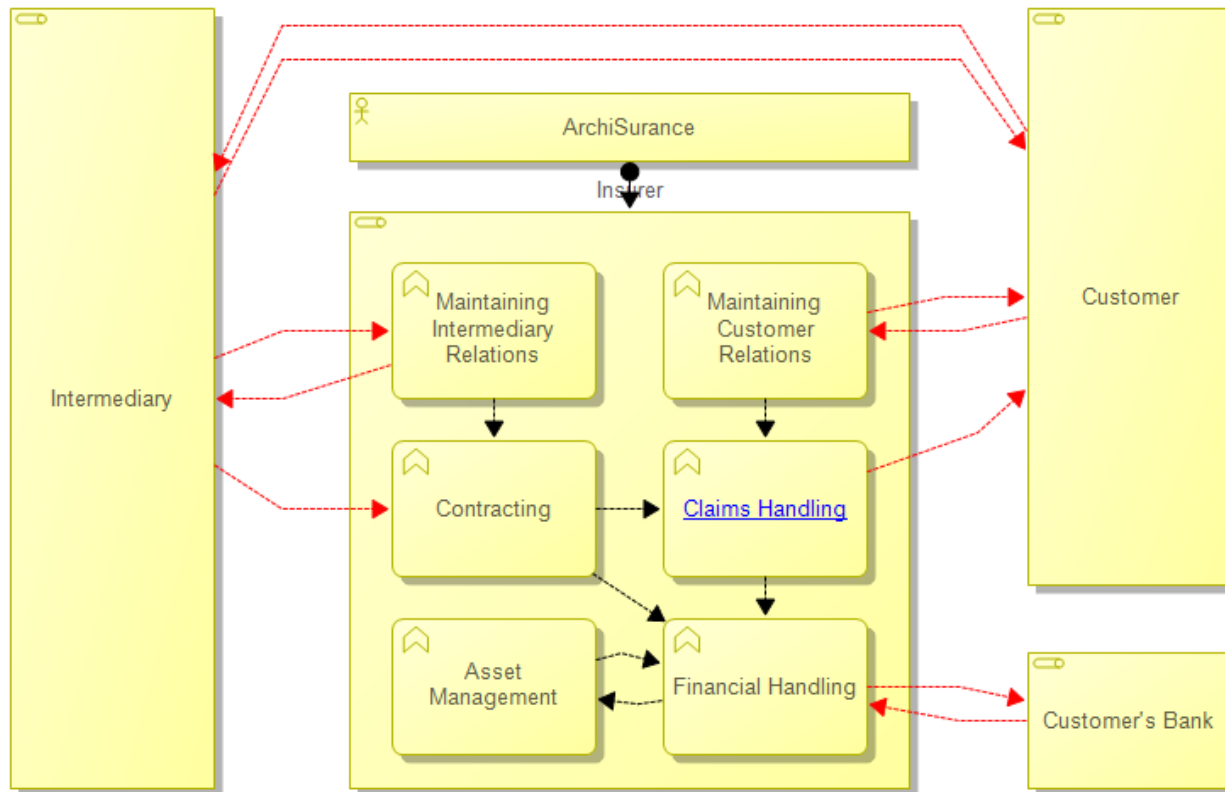 ArchiSurance
Insurer
Maintaining
Intermediary
Relations
Maintaining
Customer
Relations
Customer
Intermediary
Contracting
Claims Handling
Asset
Management
Financial Handling
Customer's Bank